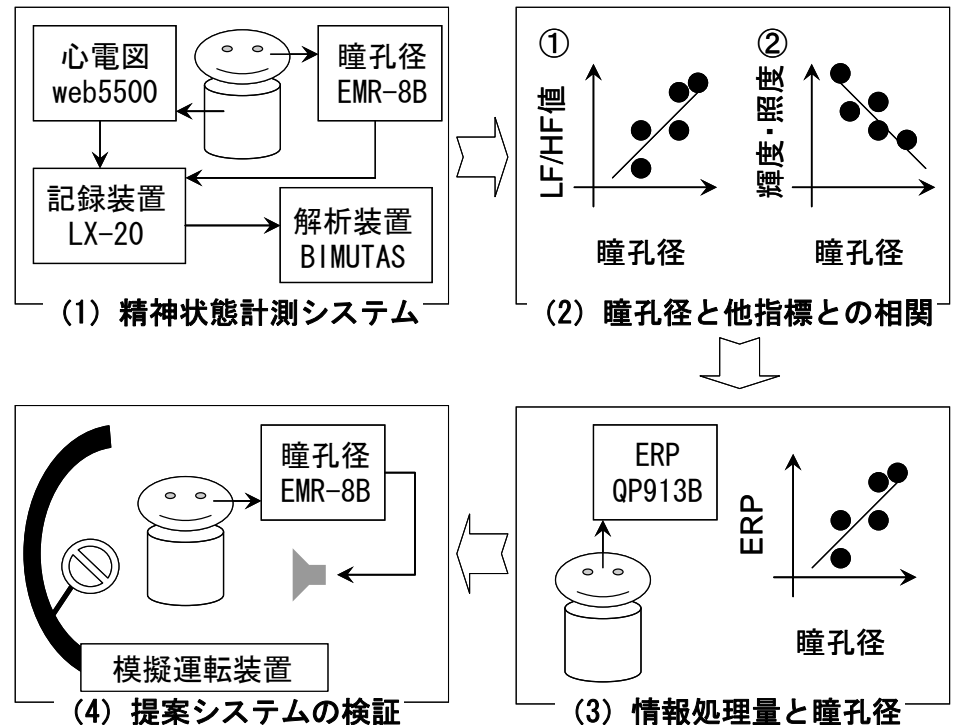 心電図
web5500
瞳孔径
EMR-8B
記録装置
LX-20
解析装置
BIMUTAS
(1) 精神状態計測システム
①
LF/HF値
瞳孔径
②
輝度・照度
瞳孔径
(2) 瞳孔径と他指標との相関
瞳孔径
EMR-8B
模擬運転装置
(4) 提案システムの検証
ERP
QP913B
ERP
瞳孔径
(3) 情報処理量と瞳孔径